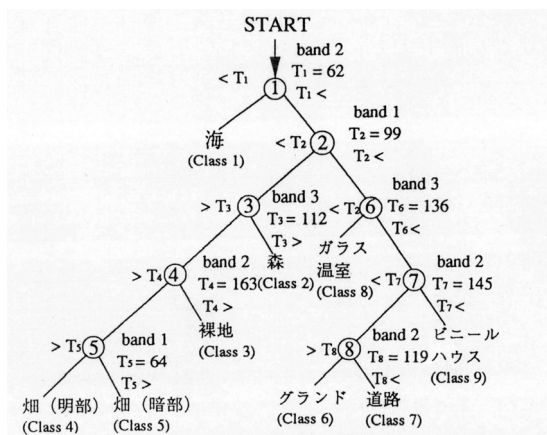 START
band 2
< T1 ① T1 = 62
T1 <
海
(Class 1)
band 1
< T2 ② T2 = 99
T2 <
band 3
> T3 ③ T3 = 112
T3 >
band 3
< T2 ⑥ T6 = 136
T6 <
森
(Class 2)
ガラス
温室
(Class 8)
band 2
> T4 ④ T4 = 163
T4 >
band 2
< T7 ⑦ T7 = 145
T7 <
裸地
(Class 3)
ビニール
ハウス
(Class 9)
band 1
> T5 ⑤ T5 = 64
T5 >
band 2
> T8 ⑧ T8 = 119
T8 <
畑（明部）
(Class 4)
畑（暗部）
(Class 5)
グランド
(Class 6)
道路
(Class 7)